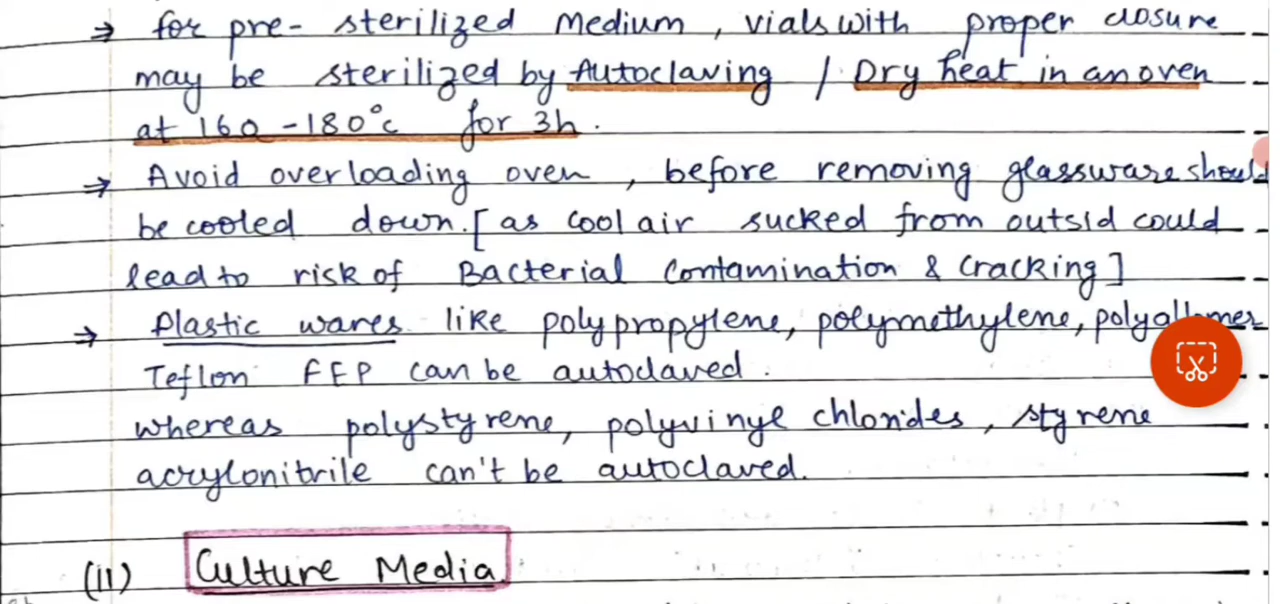 ⇒ for pre- sterilized medium, vials with proper closure
may be sterilized by Autoclaving / Dry heat in an oven
at 160 - 180°c for 3h.
⇒ Avoid overloading oven, before removing glassware should
be cooled down. [as cool air sucked from outsid could
lead to risk of Bacterial Contamination & Cracking]
⇒ Plastic wares like polypropylene, polymethylene, polyallomer
Teflon FEP can be autoclaved.
whereas polystyrene, polyvinyl chlorides, styrene
acrylonitrile can't be autoclaved.
(II) Culture Media